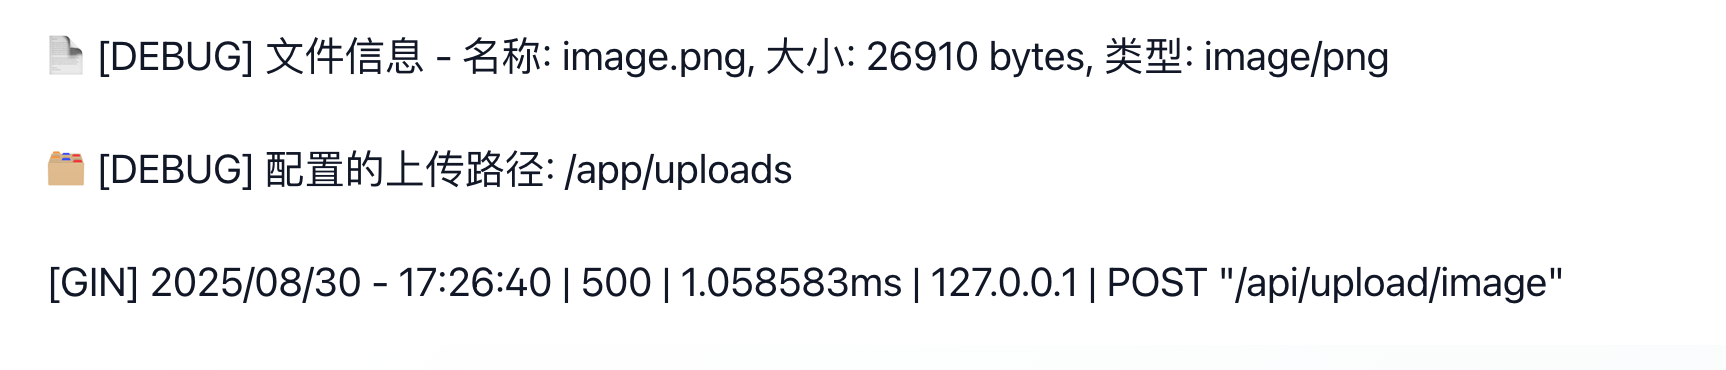 [DEBUG] 文件信息 - 名称: image.png, 大小: 26910 bytes, 类型: image/png
[DEBUG] 配置的上传路径: /app/uploads
[GIN] 2025/08/30 - 17:26:40 | 500 | 1.058583ms | 127.0.0.1 | POST "/api/upload/image"